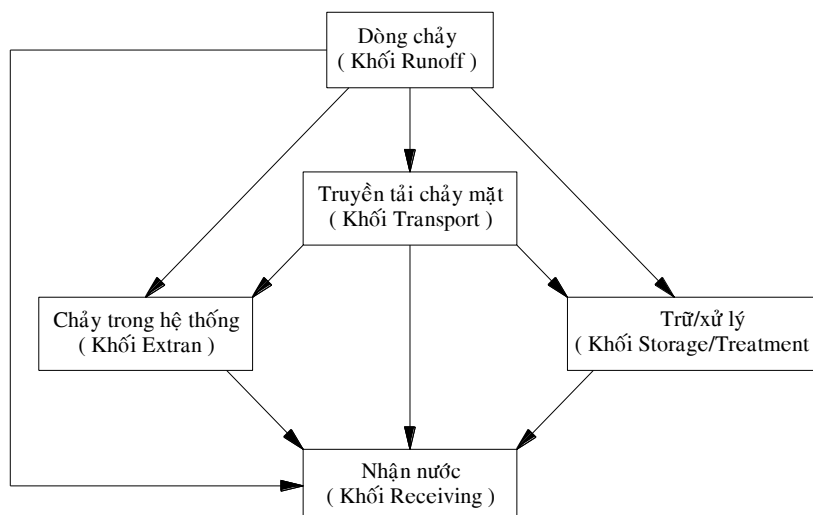 Dòng chảy
( Khối Runoff )
Truyền tải chảy mặt
( Khối Transport )
Chảy trong hệ thống
( Khối Extran )
Trữ/xử lý
( Khối Storage/Treatment
Nhận nước
( Khối Receiving )